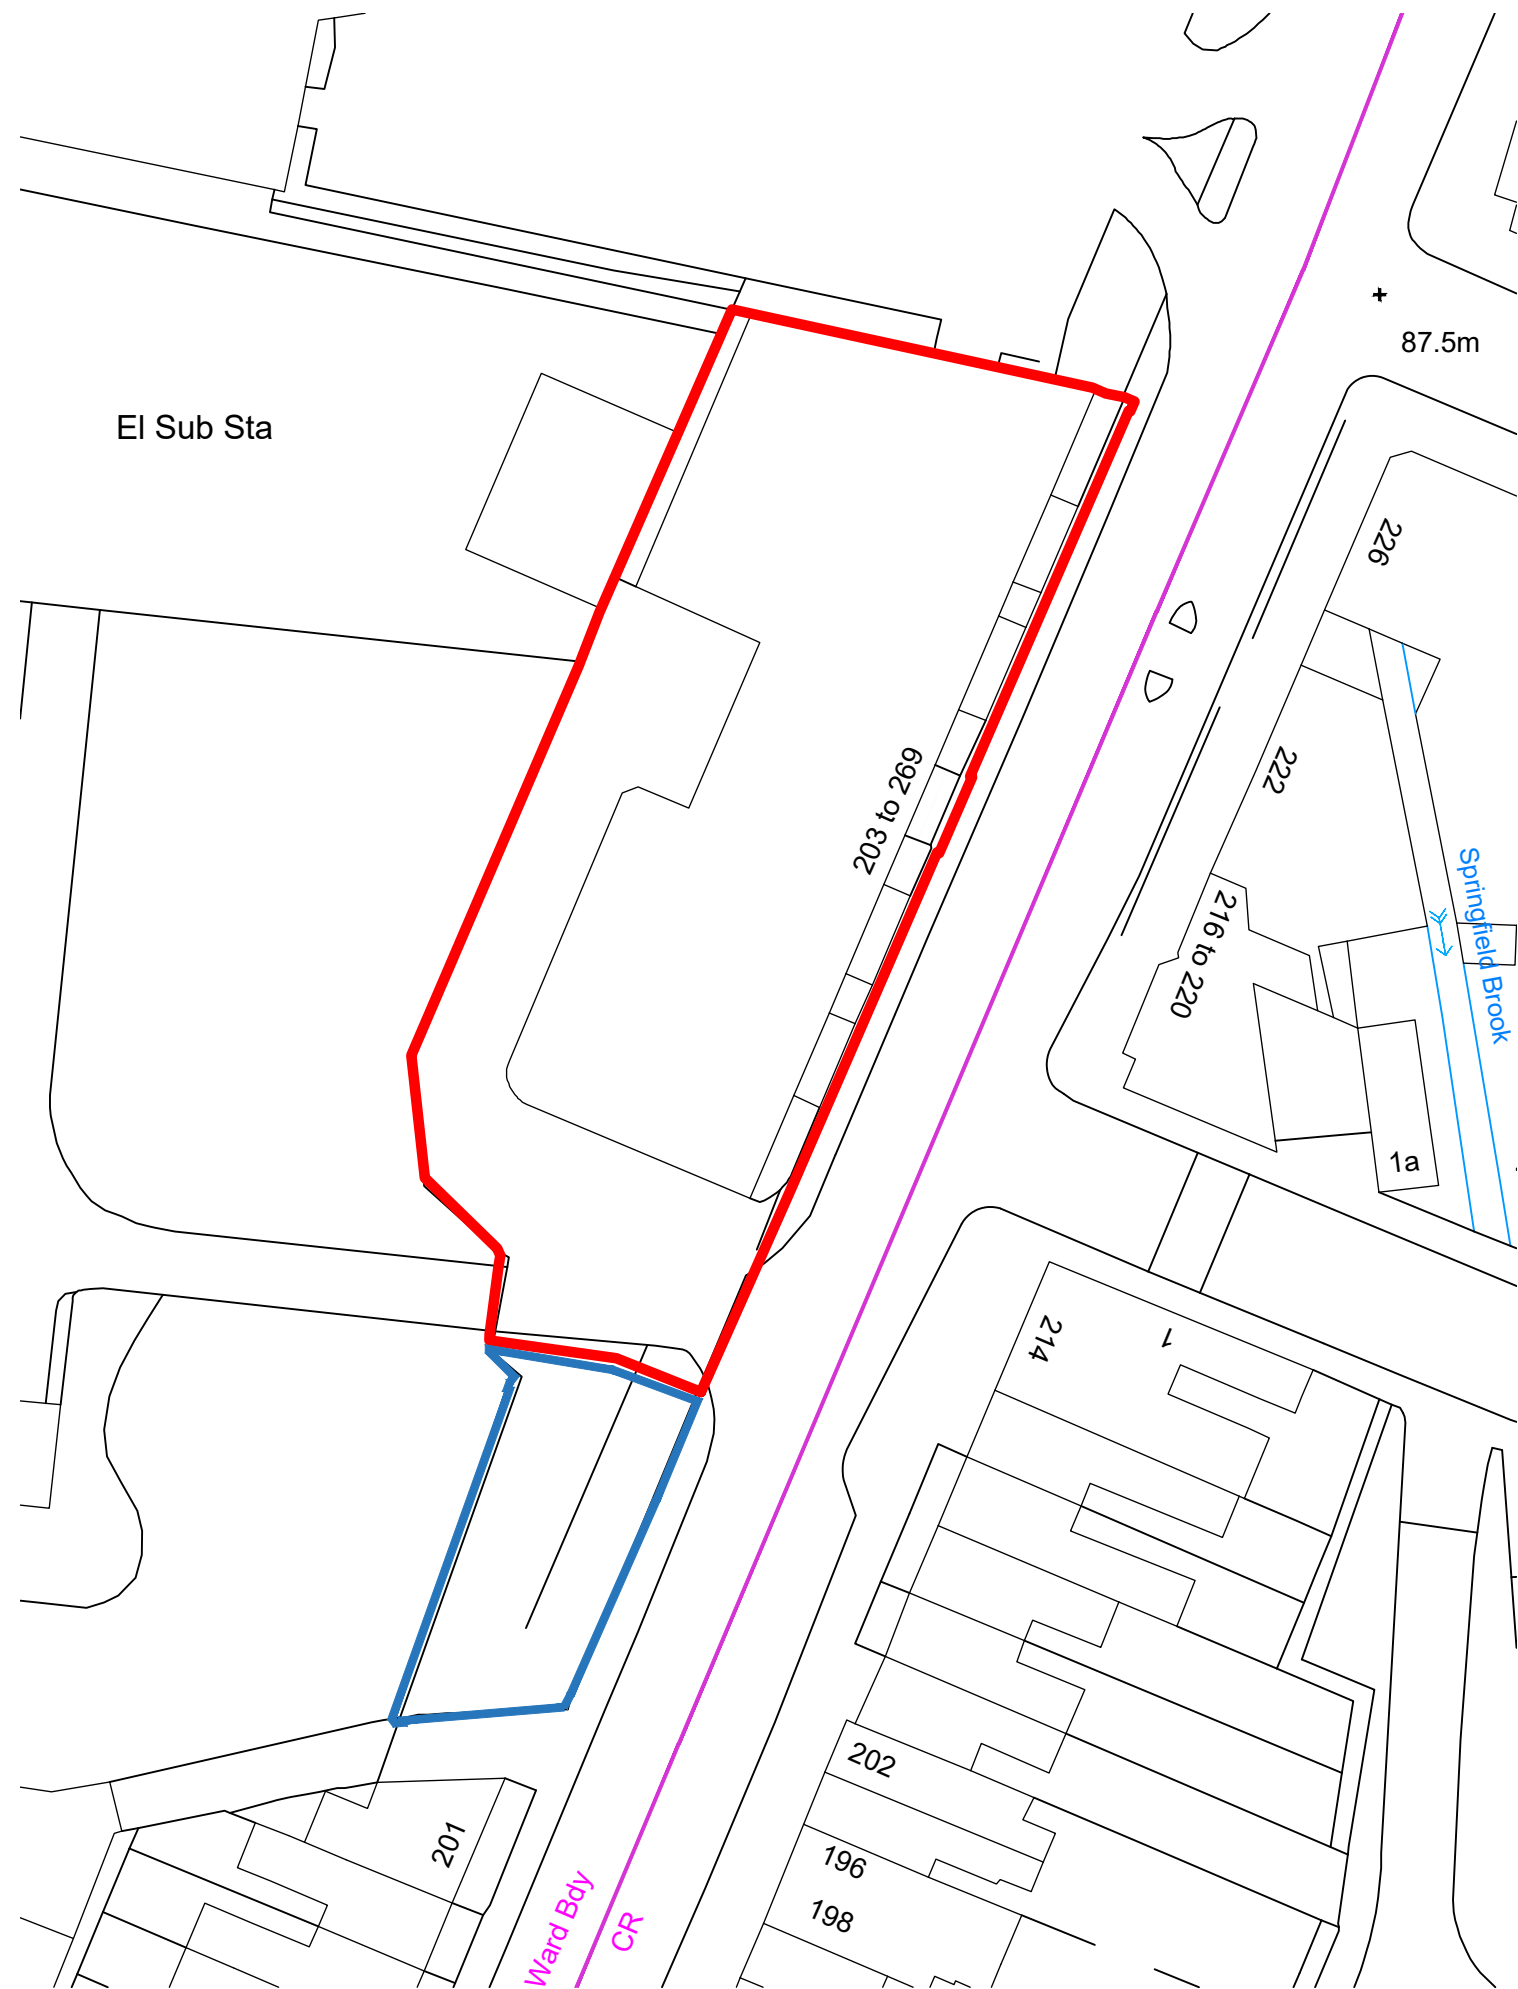 87.5m
El Sub Sta
226
222
203 to 269
216 to 220
Springfield Brook
1a
214
1
202
201
196
198
Ward Bdy
CR